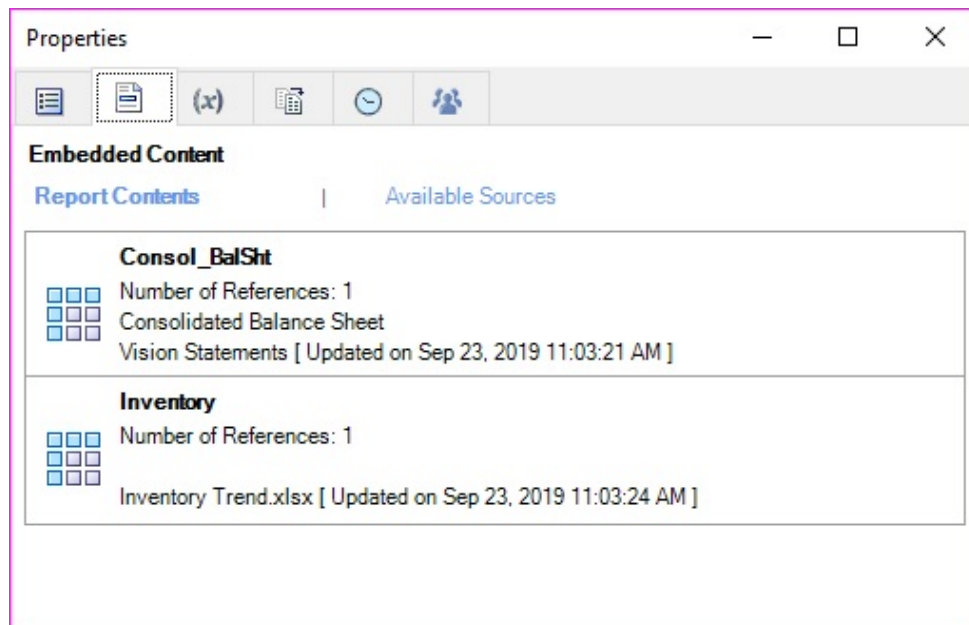 Properties
(x)
Embedded Content
Report Contents | Available Sources
Consol_BalSht
Number of References: 1
Consolidated Balance Sheet
Vision Statements [ Updated on Sep 23, 2019 11:03:21 AM ]
Inventory
Number of References: 1
Inventory Trend.xlsx [ Updated on Sep 23, 2019 11:03:24 AM ]